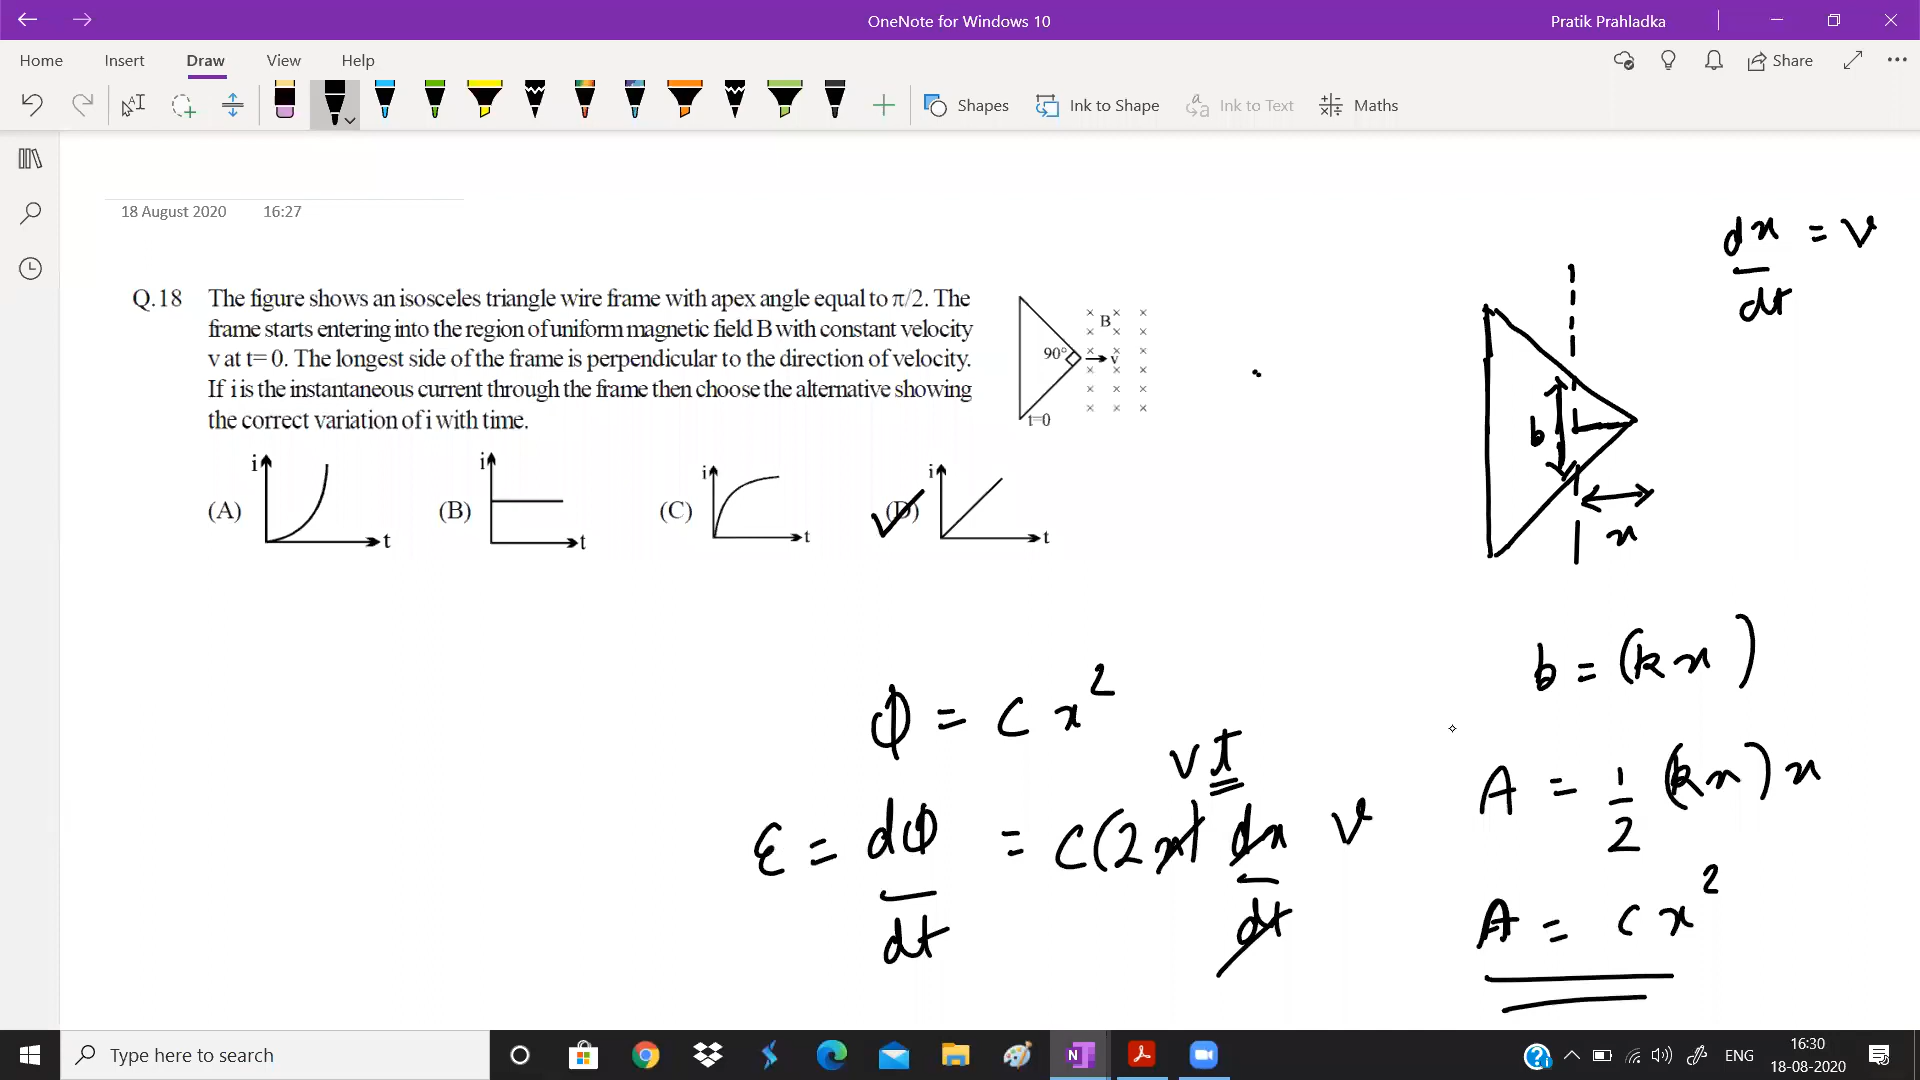 OneNote for Windows 10
Pratik Prahladka
Home Insert Draw View Help
Share
Shapes Ink to Shape Ink to Text Maths
18 August 2020 16:27
Q.18 The figure shows an isosceles triangle wire frame with apex angle equal to π/2. The
frame starts entering into the region of uniform magnetic field B with constant velocity
v at t= 0. The longest side of the frame is perpendicular to the direction of velocity.
If i is the instantaneous current through the frame then choose the alternative showing
the correct variation of i with time.
90° B v
t=0
(A) i t
(B) i t
(C) i t
(D) i t
dx/dt = v
b
x
b = (kx)
A = 1/2 (kx) x
A = cx²
φ = cx²
vt
ε = dφ/dt = c(2x) dx/dt v
Type here to search
ENG
16:30
18-08-2020